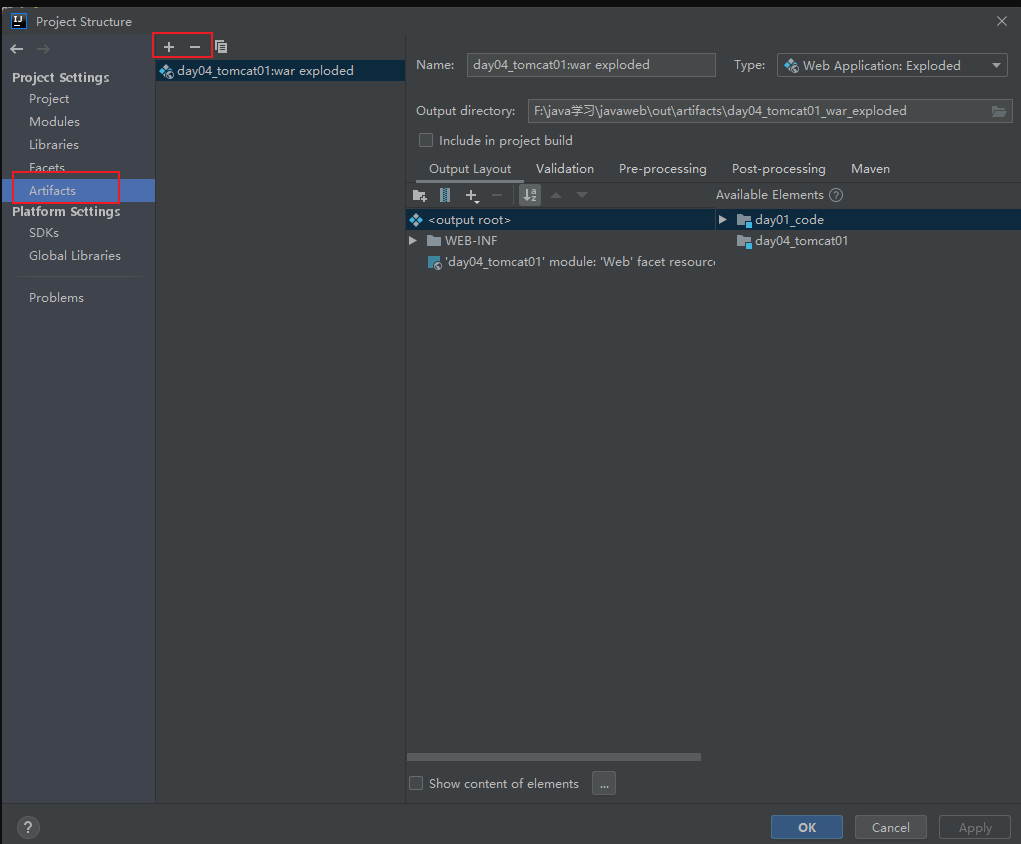 Project Structure
Project Settings
Project
Modules
Libraries
Facets
Artifacts
Platform Settings
SDKs
Global Libraries
Problems
day04_tomcat01:war exploded
Name: day04_tomcat01:war exploded Type: Web Application: Exploded
Output directory: F:\java学习\javaweb\out\artifacts\day04_tomcat01_war_exploded
Include in project build
Output Layout Validation Pre-processing Post-processing Maven
Available Elements ?
<output root>
WEB-INF
'day04_tomcat01' module: 'Web' facet resourc
day01_code
day04_tomcat01
Show content of elements ...
? OK Cancel Apply